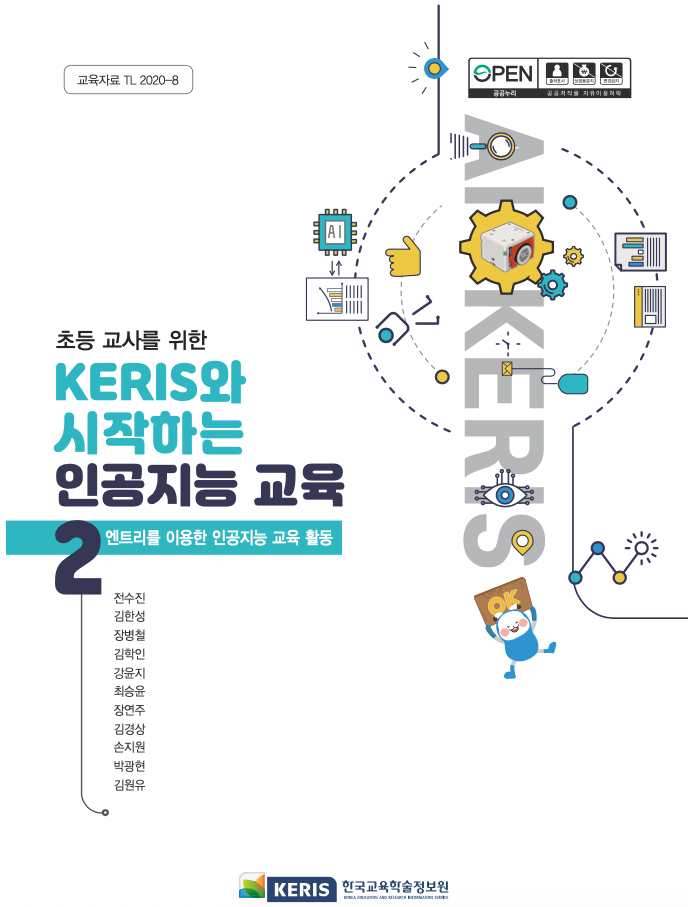 교육자료 TL 2020-8
OPEN
공공누리
출처표시
상업용금지
변경금지
공공저작물 자유이용허락
AI KERIS
AI
초등 교사를 위한
KERIS와
시작하는
인공지능 교육
2 엔트리를 이용한 인공지능 교육 활동
전수진
김한성
장병철
김학인
강윤지
최승윤
장연주
김경상
손지원
박광현
김원유
OK
KERIS 한국교육학술정보원
KOREA EDUCATION AND RESEARCH INFORMATION SERVICE